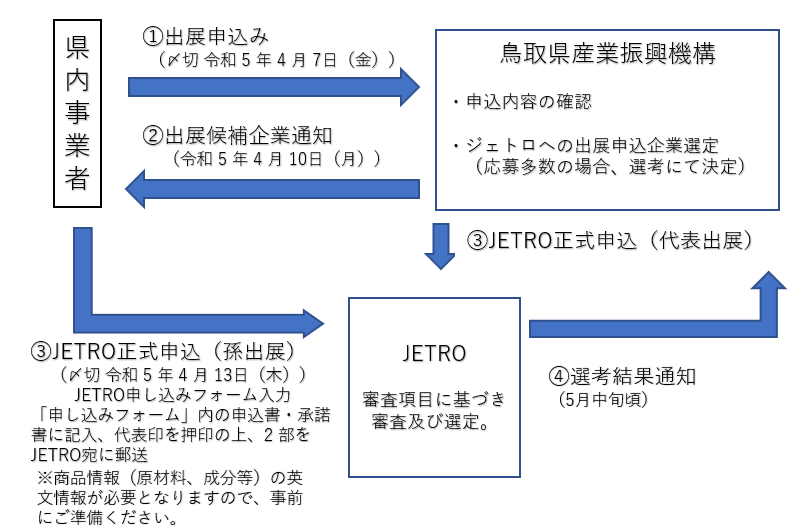 県内事業者
①出展申込み
（〆切 令和５年４月７日（金））
②出展候補企業通知
（令和５年４月10日（月））
鳥取県産業振興機構
・申込内容の確認
・ジェトロへの出展申込企業選定
（応募多数の場合、選考にて決定）
③JETRO正式申込（代表出展）
③JETRO正式申込（孫出展）
（〆切 令和５年４月13日（木））
JETRO申し込みフォーム入力
「申し込みフォーム」内の申込書・承諾
書に記入、代表印を押印の上、２部を
JETRO宛に郵送
※商品情報（原材料、成分等）の英
文情報が必要となりますので、事前
にご準備ください。
JETRO
審査項目に基づき
審査及び選定。
④選考結果通知
（5月中旬頃）